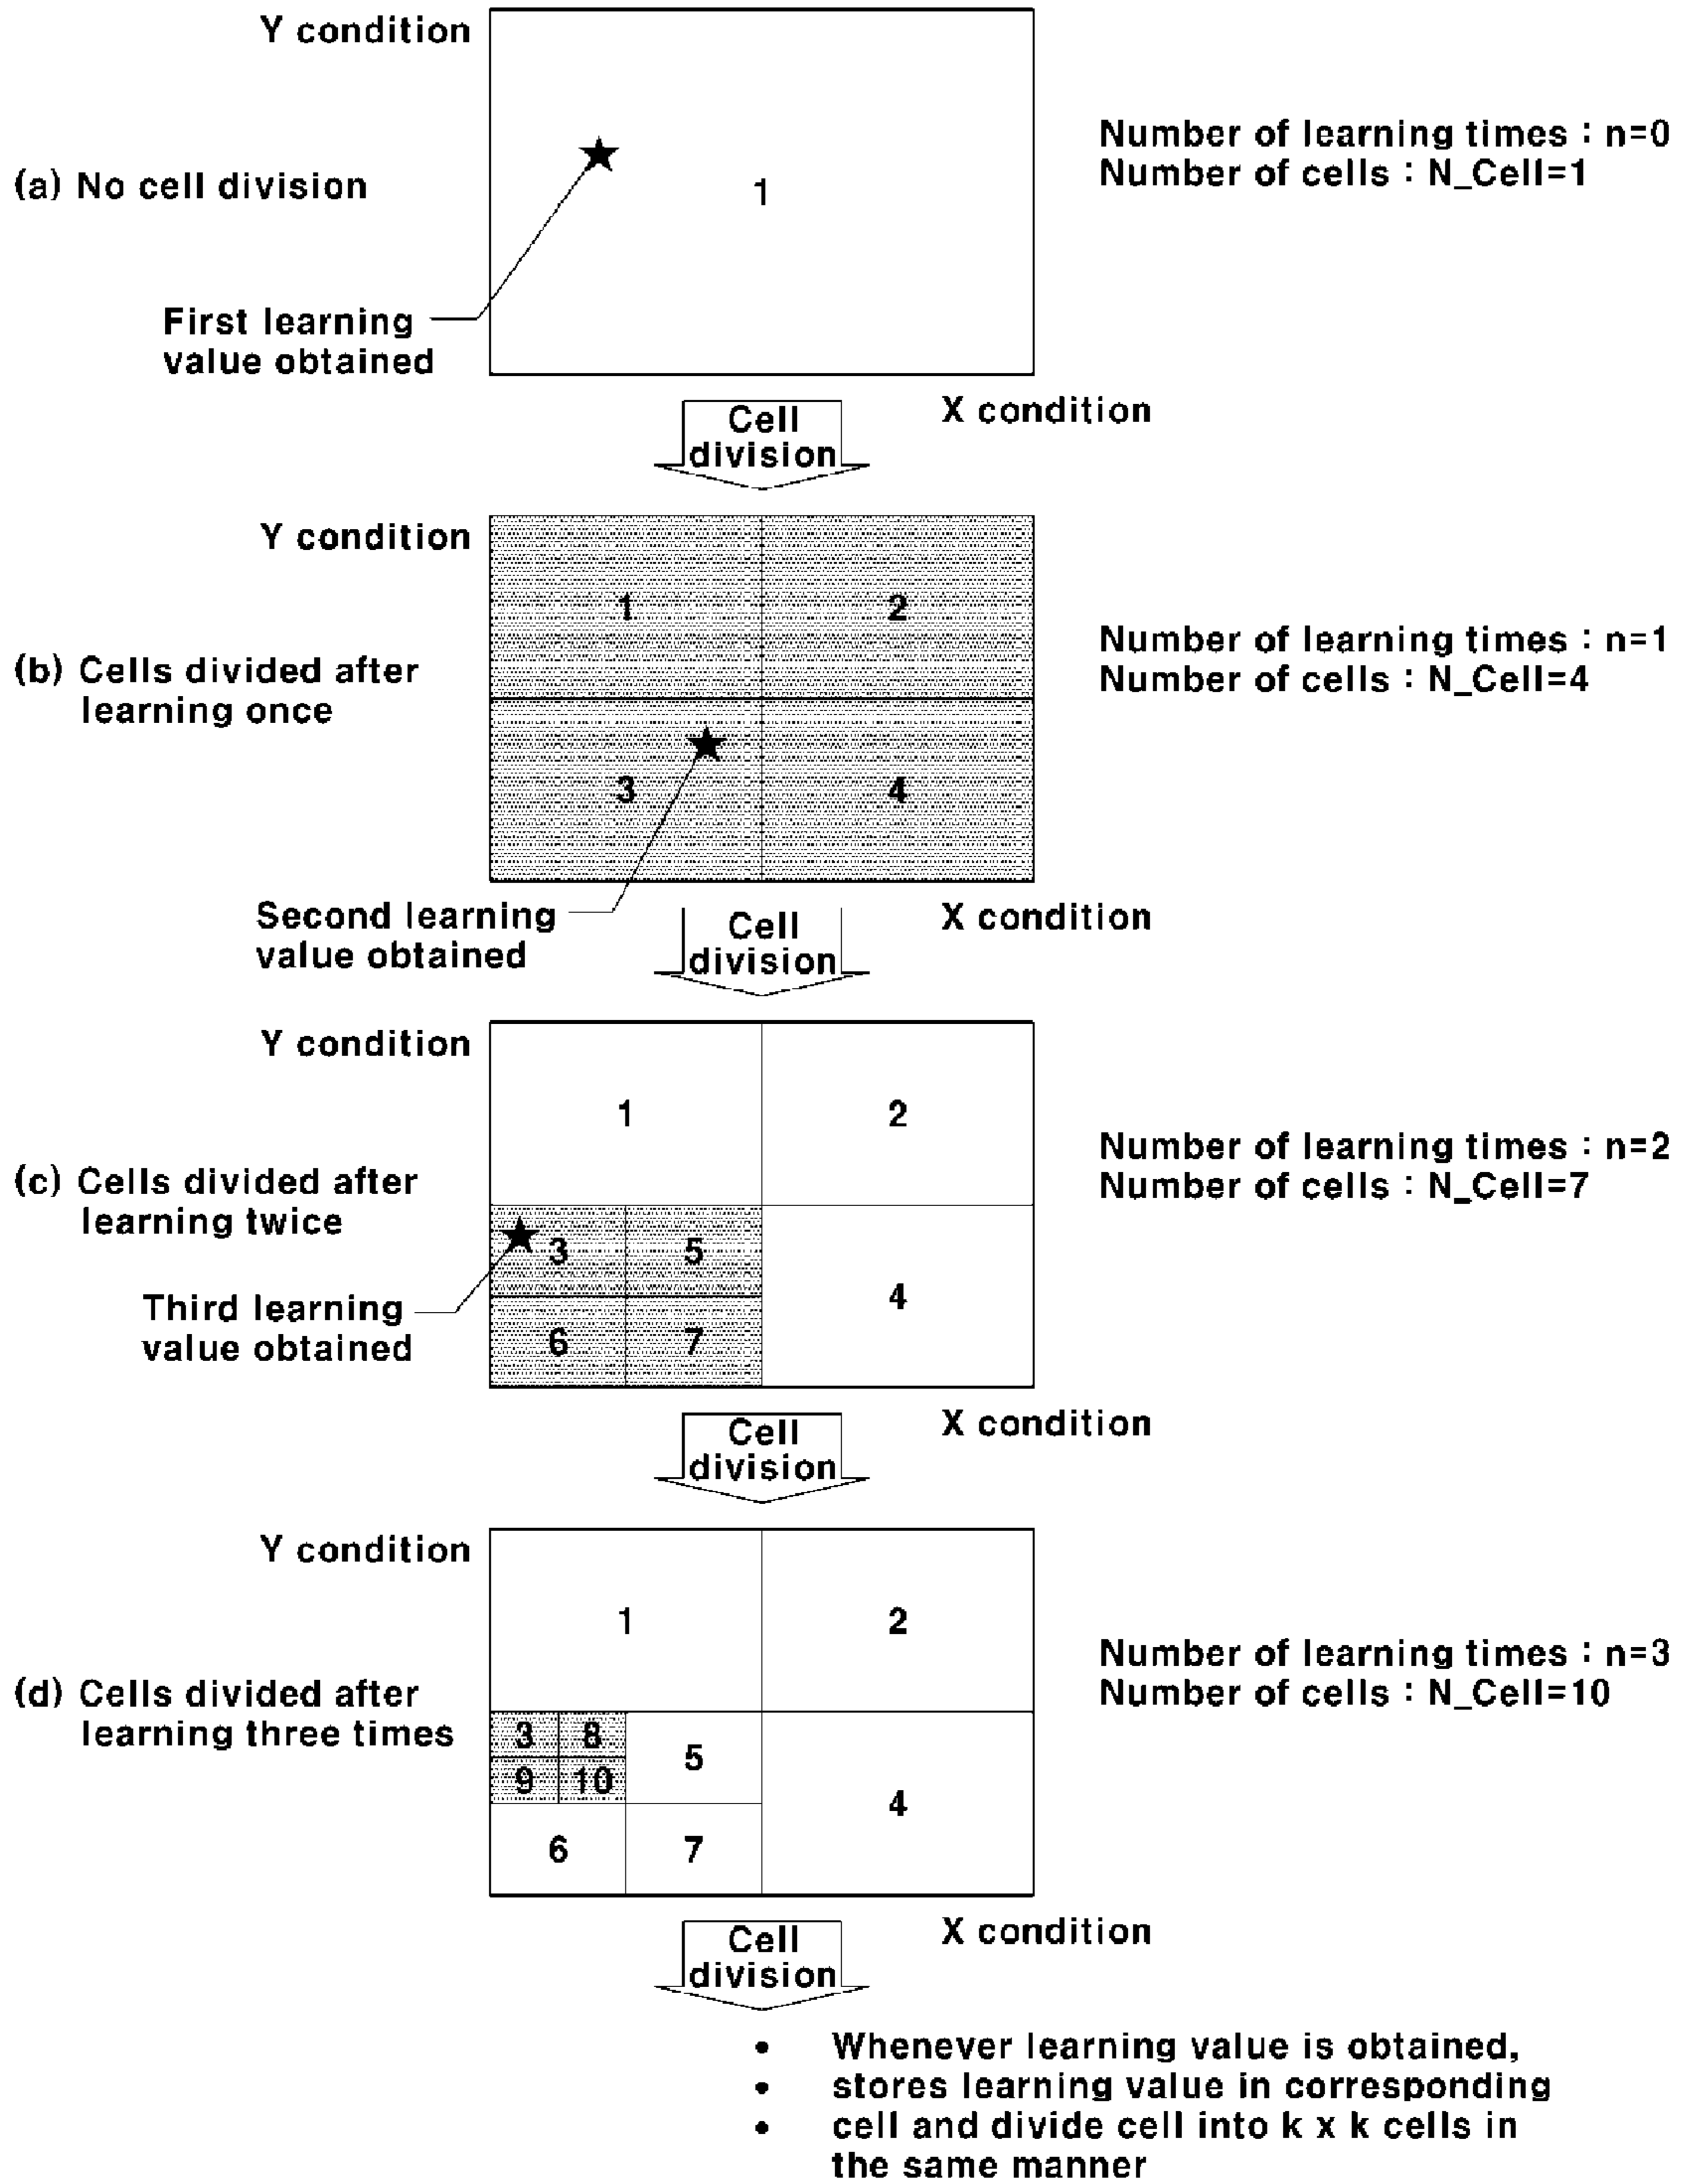 Y condition
(a) No cell division
1
Number of learning times : n=0
Number of cells : N_Cell=1
First learning
value obtained
X condition
Cell
division
Y condition
1
2
(b) Cells divided after
learning once
Number of learning times : n=1
Number of cells : N_Cell=4
3
4
Second learning
value obtained
X condition
Cell
division
Y condition
1
2
(c) Cells divided after
learning twice
Number of learning times : n=2
Number of cells : N_Cell=7
3
5
4
6
7
Third learning
value obtained
X condition
Cell
division
Y condition
1
2
(d) Cells divided after
learning three times
Number of learning times : n=3
Number of cells : N_Cell=10
3
8
5
9
10
4
6
7
X condition
Cell
division
• Whenever learning value is obtained,
• stores learning value in corresponding
• cell and divide cell into k x k cells in
the same manner